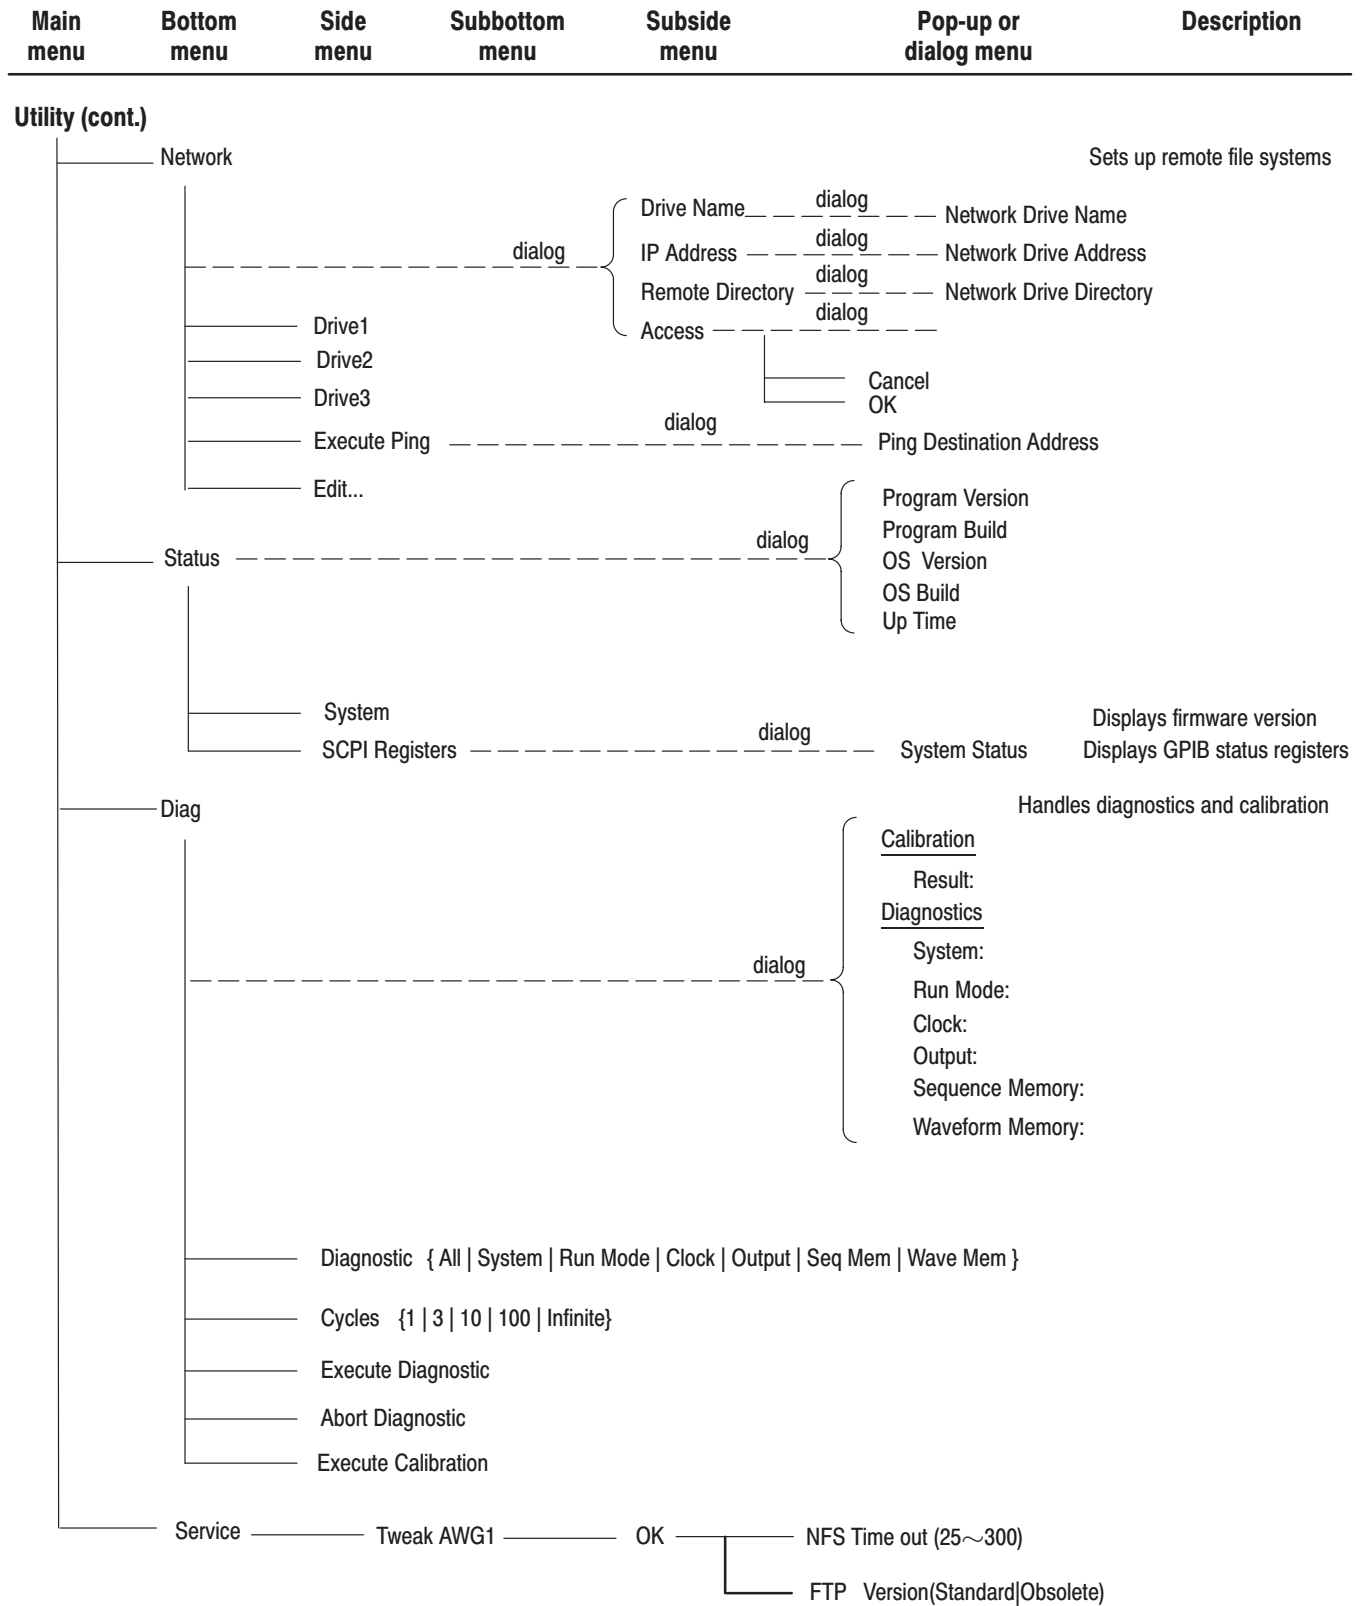 Main menu Bottom menu Side menu Subbottom menu Subside menu Pop-up or dialog menu Description
Utility (cont.)
Network Sets up remote file systems
Drive Name dialog Network Drive Name
dialog IP Address dialog Network Drive Address
Remote Directory dialog Network Drive Directory
Drive1 Access dialog
Drive2
Cancel
Drive3 OK
Execute Ping dialog Ping Destination Address
Edit...
Program Version
Program Build
Status dialog OS Version
OS Build
Up Time
System Displays firmware version
SCPI Registers dialog System Status Displays GPIB status registers
Diag Handles diagnostics and calibration
Calibration
Result:
Diagnostics
System:
dialog
Run Mode:
Clock:
Output:
Sequence Memory:
Waveform Memory:
Diagnostic { All | System | Run Mode | Clock | Output | Seq Mem | Wave Mem }
Cycles {1 | 3 | 10 | 100 | Infinite}
Execute Diagnostic
Abort Diagnostic
Execute Calibration
Service Tweak AWG1 OK NFS Time out (25～300)
FTP Version(Standard|Obsolete)